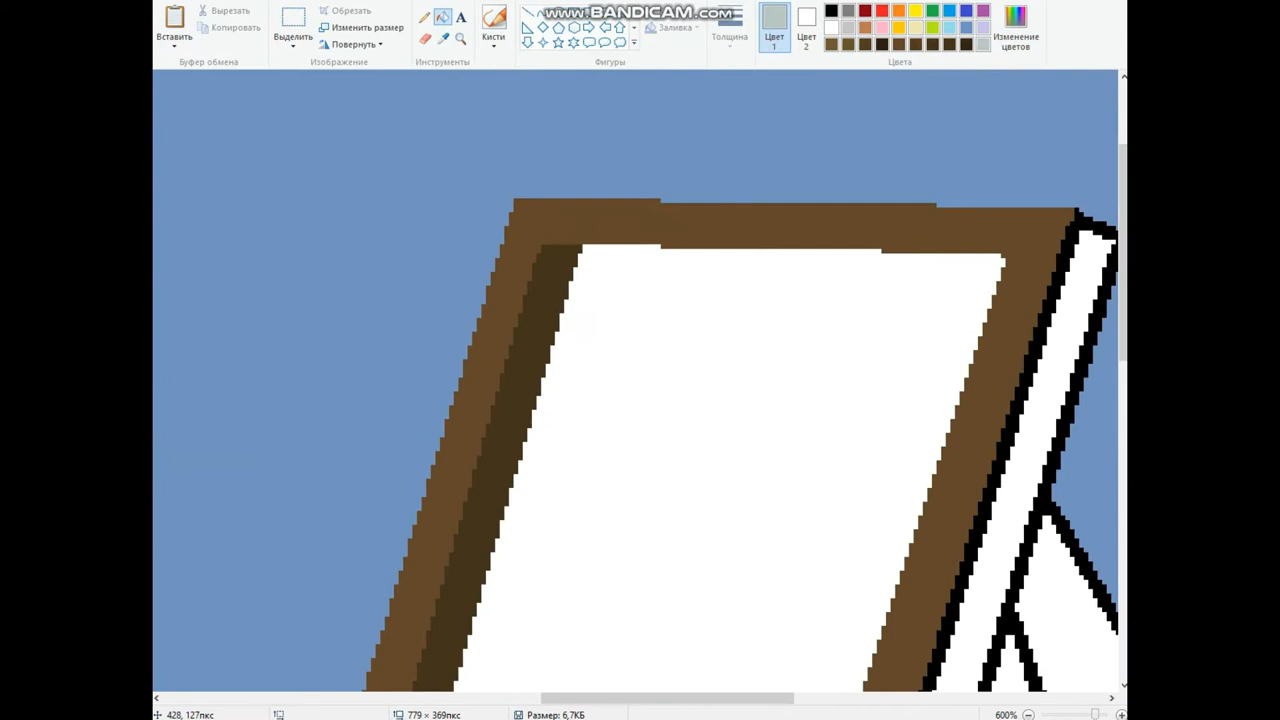 www.BANDICAM.com
Вырезать
Копировать
Вставить
Буфер обмена
Обрезать
Изменить размер
Повернуть
Выделить
Изображение
A
Инструменты
Кисти
Заливка
Фигуры
Толщина
Цвет 1
Цвет 2
Изменение цветов
Цвета
428, 127пкс
779 × 369пкс
Размер: 6,7КБ
600%